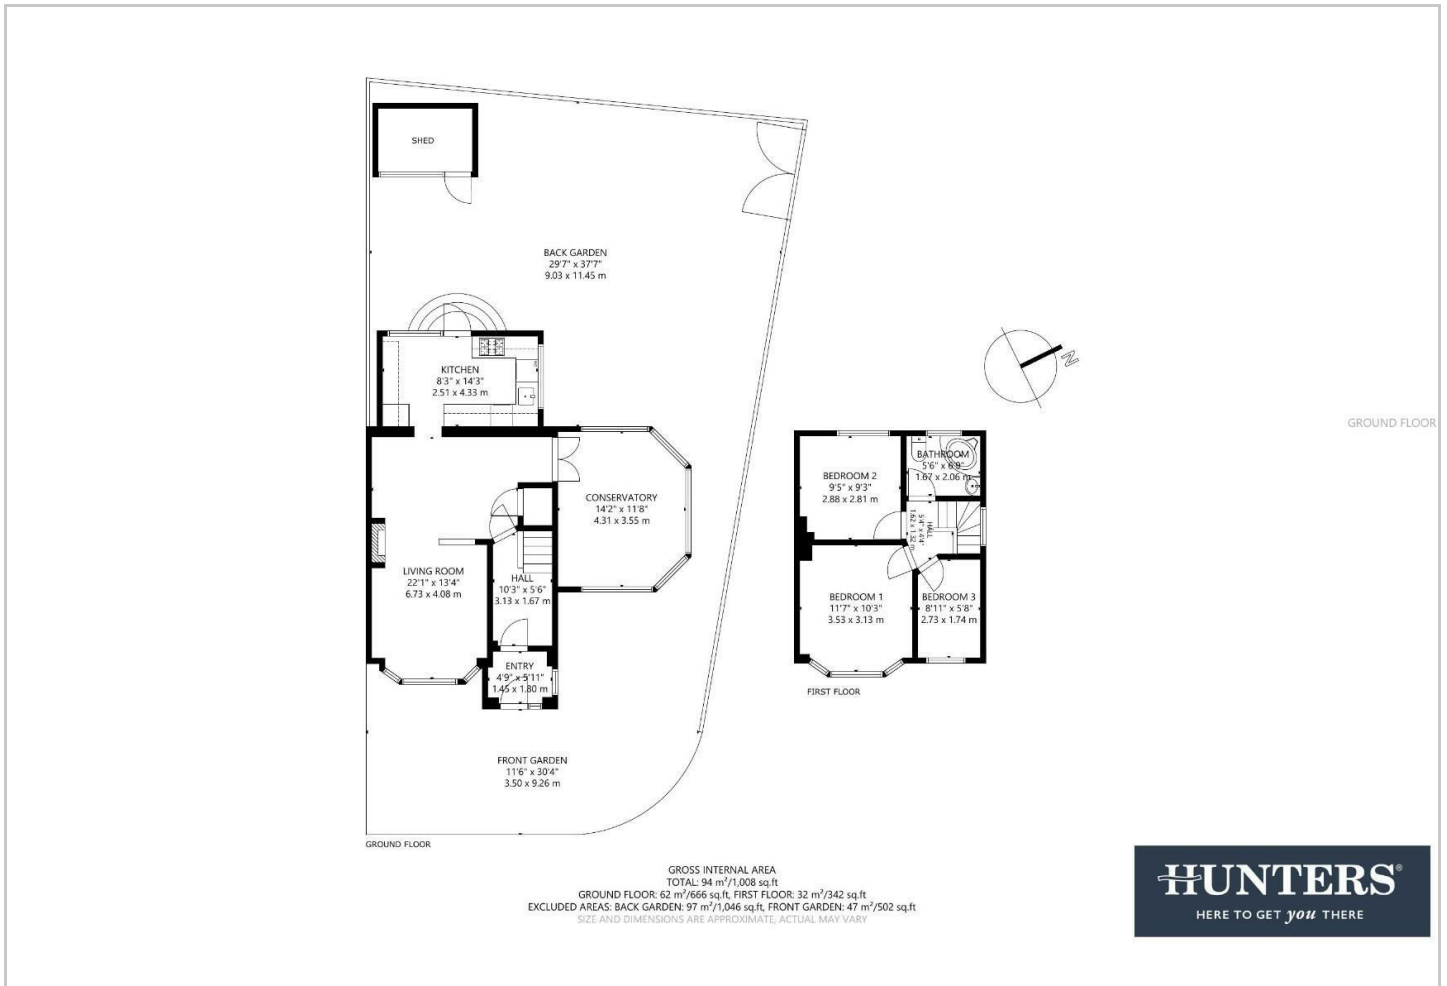 SHED
BACK GARDEN
29'7" x 37'7"
9.03 x 11.45 m
KITCHEN
8'3" x 14'3"
2.51 x 4.33 m
N
GROUND FLOOR
CONSERVATORY
14'2" x 11'8"
4.31 x 3.55 m
LIVING ROOM
22'1" x 13'4"
6.73 x 4.08 m
HALL
10'3" x 5'6"
3.13 x 1.67 m
ENTRY
4'9" x 5'11"
1.45 x 1.80 m
FRONT GARDEN
11'6" x 30'4"
3.50 x 9.26 m
GROUND FLOOR
BEDROOM 2
9'5" x 9'3"
2.88 x 2.81 m
BATHROOM
5'6" x 6'9"
1.67 x 2.06 m
HALL
5'4" x 4'4"
1.62 x 1.32 m
BEDROOM 1
11'7" x 10'3"
3.53 x 3.13 m
BEDROOM 3
8'11" x 5'8"
2.73 x 1.74 m
FIRST FLOOR
GROSS INTERNAL AREA
TOTAL: 94 m²/1,008 sq.ft
GROUND FLOOR: 62 m²/666 sq.ft, FIRST FLOOR: 32 m²/342 sq.ft
EXCLUDED AREAS: BACK GARDEN: 97 m²/1,046 sq.ft, FRONT GARDEN: 47 m²/502 sq.ft
SIZE AND DIMENSIONS ARE APPROXIMATE, ACTUAL MAY VARY
HUNTERS®
HERE TO GET you THERE